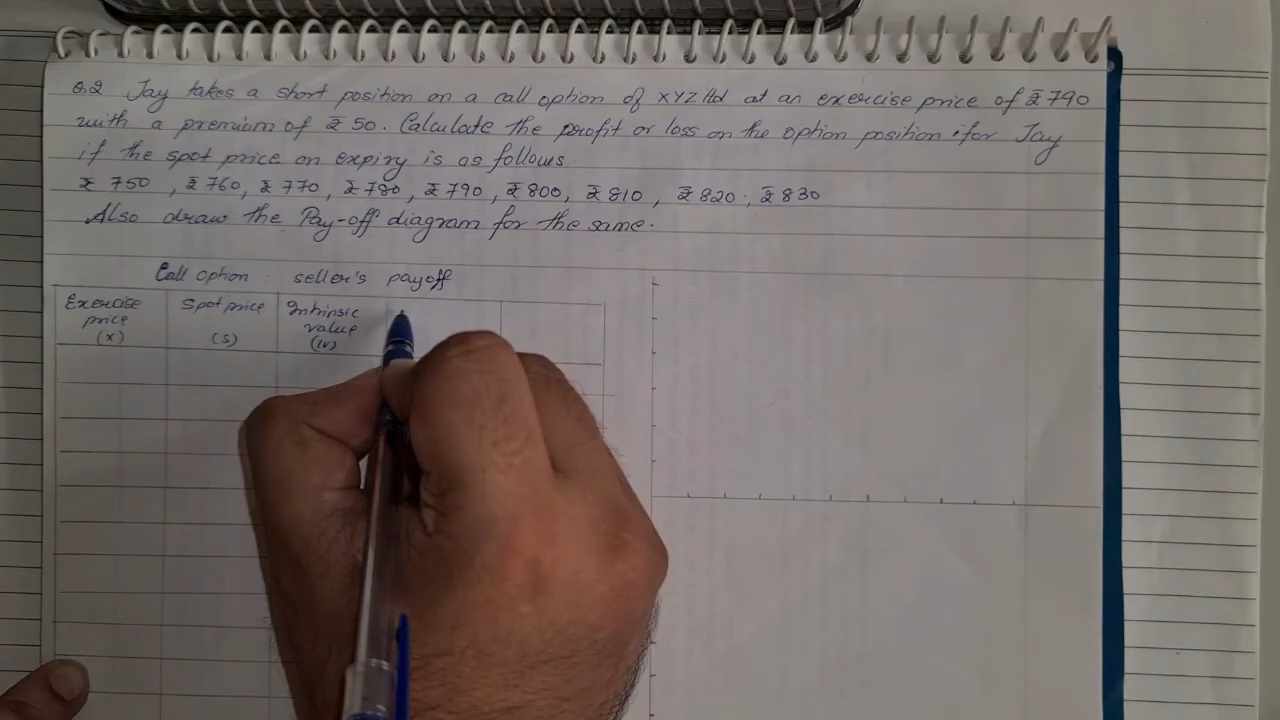 Q.2 Jay takes a short position on a call option of XYZ ltd at an exercise price of ₹ 790
with a premium of ₹ 50. Calculate the profit or loss on the option position for Jay
if the spot price on expiry is as follows
₹ 750, ₹ 760, ₹ 770, ₹ 780, ₹ 790, ₹ 800, ₹ 810, ₹ 820, ₹ 830
Also draw the Pay-off diagram for the same.
Call option : seller's payoff
Exercise price (X)
Spot price (S)
Intrinsic value (IV)